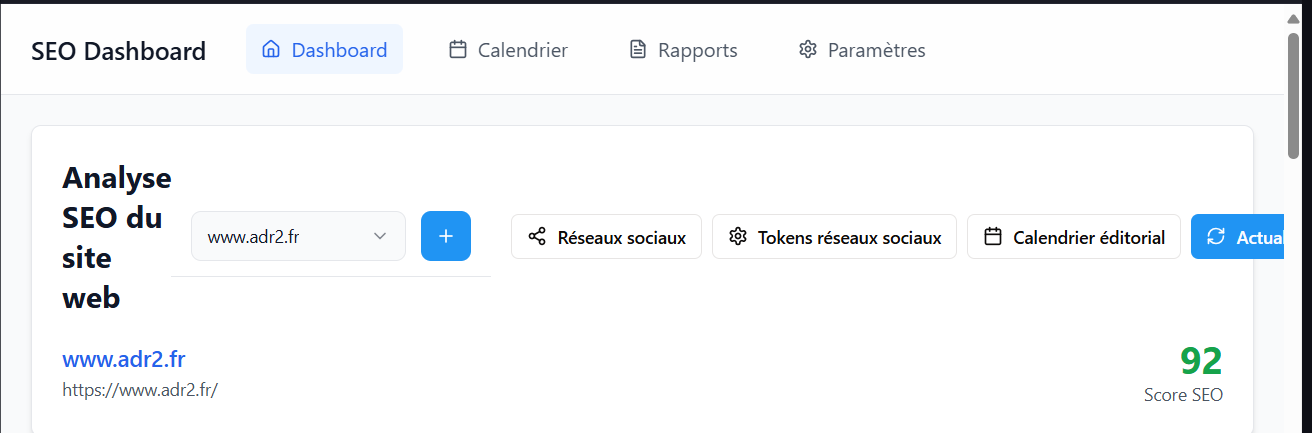 SEO Dashboard Dashboard Calendrier Rapports Paramètres
Analyse
SEO du
site
web
www.adr2.fr + Réseaux sociaux Tokens réseaux sociaux Calendrier éditorial Actual
www.adr2.fr
https://www.adr2.fr/
92
Score SEO